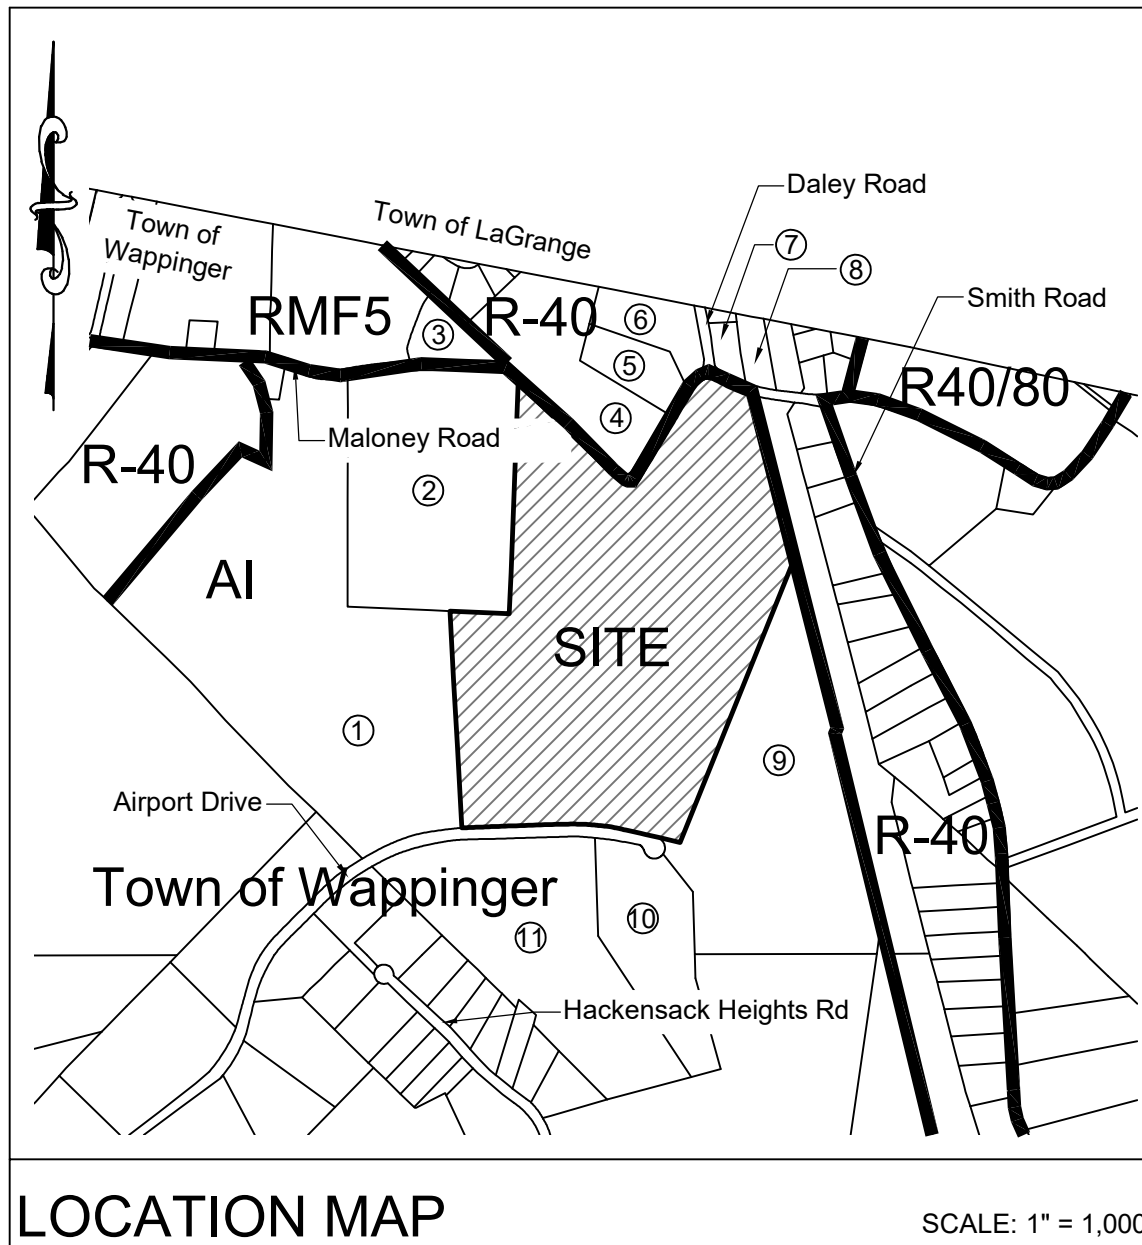 Daley Road
Town of LaGrange
Town of
Wappinger
7
8
Smith Road
RMF5
R-40
6
3
5
R40/80
4
Maloney Road
R-40
2
AI
SITE
1
9
Airport Drive
R-40
Town of Wappinger
10
11
Hackensack Heights Rd
LOCATION MAP
SCALE: 1" = 1,000